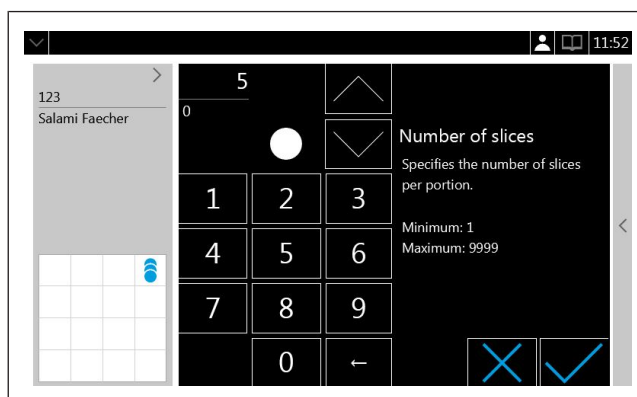 11:52
123
Salami Faecher
5
0
Number of slices
Specifies the number of slices
per portion.
Minimum: 1
Maximum: 9999
1 2 3
4 5 6
7 8 9
0 ←